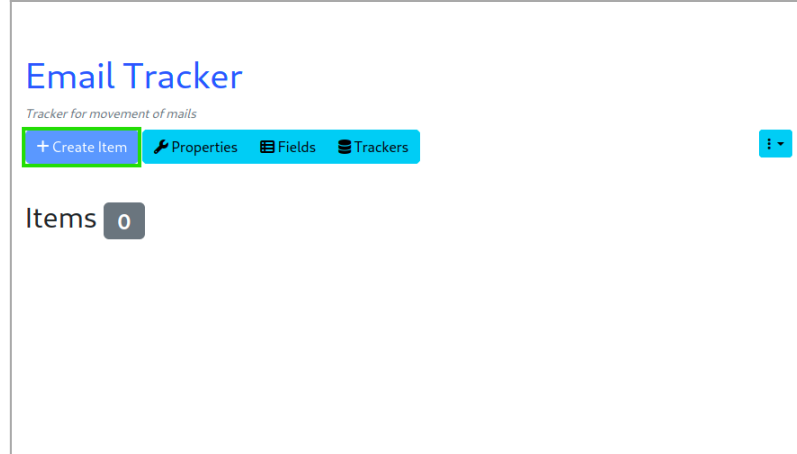 Email Tracker
Tracker for movement of mails
+ Create Item Properties Fields Trackers
Items 0